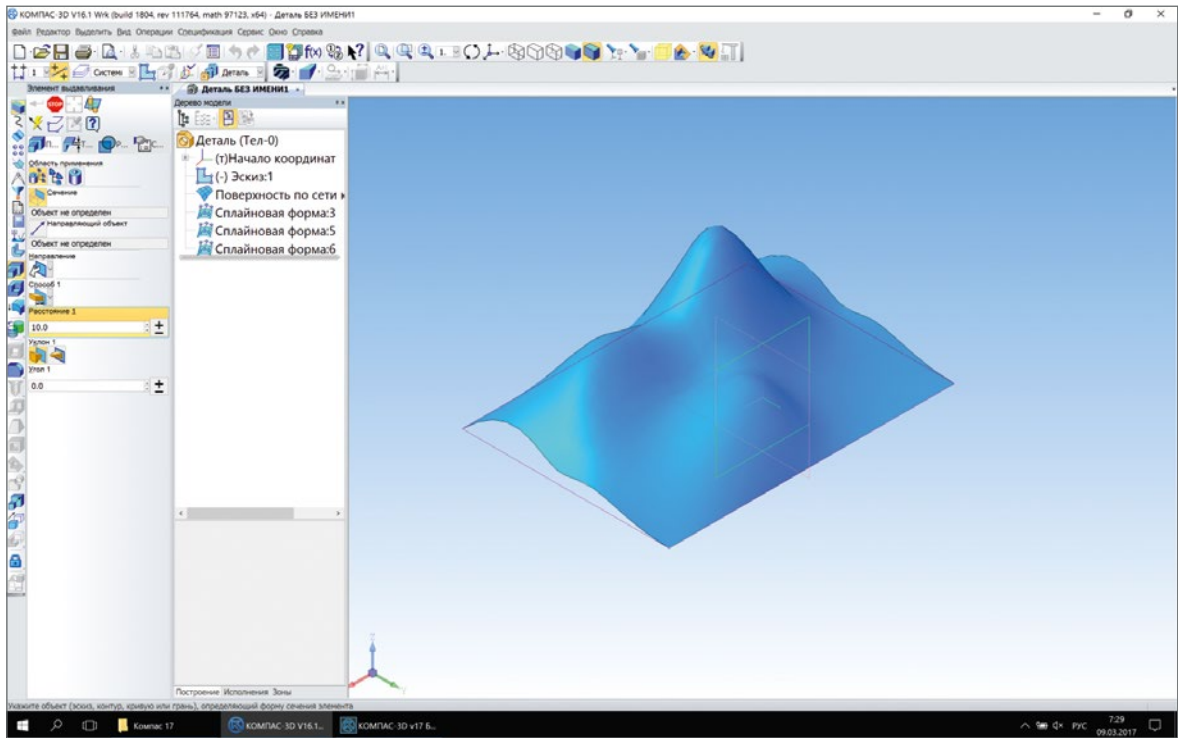 КОМПАС-3D V16.1 Wrk (build 1804, rev 111764, math 97123, x64) - Деталь БЕЗ ИМЕНИ1
Файл Редактор Выделить Вид Операции Спецификация Сервис Окно Справка
1 Системн Деталь
Элемент выдавливания
Деталь БЕЗ ИМЕНИ1
Дерево модели
STOP
П... Т... Р... С...
Область применения
Сечение
Объект не определен
Направляющий объект
Объект не определен
Направление
Способ 1
Расстояние 1
10.0
Уклон 1
Угол 1
0.0
Деталь (Тел-0)
(т)Начало координат
(-) Эскиз:1
Поверхность по сети к
Сплайновая форма:3
Сплайновая форма:5
Сплайновая форма:6
Построение Исполнения Зоны
Укажите объект (эскиз, контур, кривую или грань), определяющий форму сечения элемента
Компас 17
КОМПАС-3D V16.1...
КОМПАС-3D v17 Б...
РУС
7:29
09.03.2017